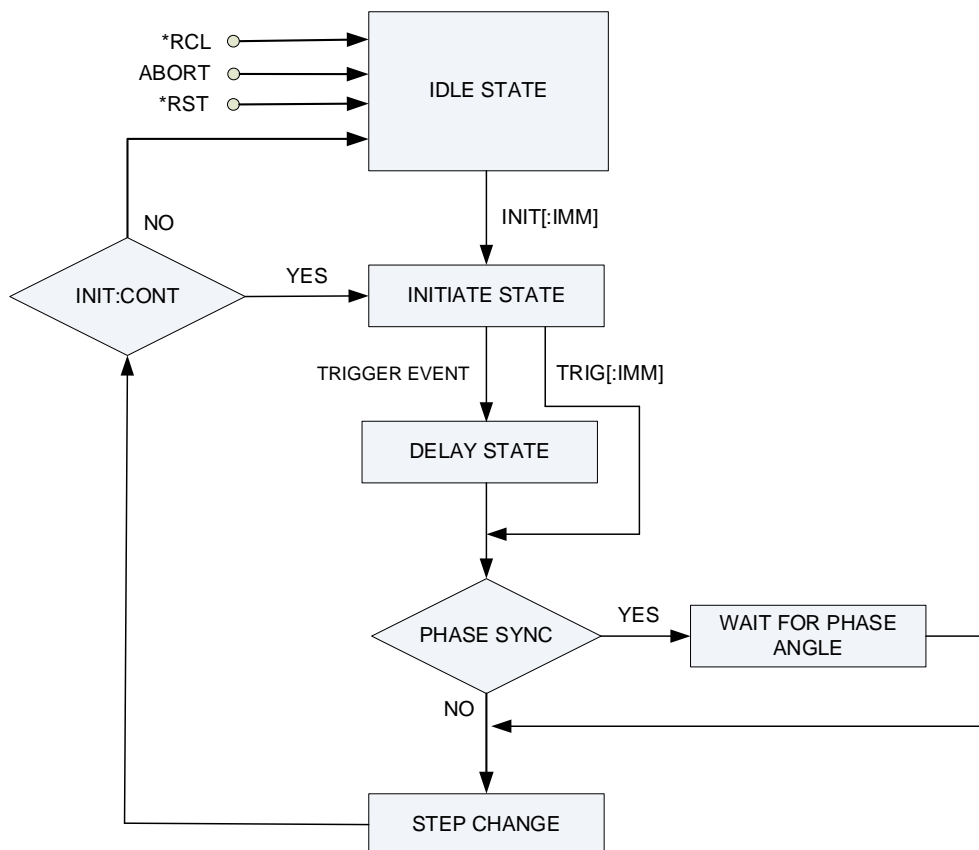 *RCL
ABORT
*RST
IDLE STATE
INIT[:IMM]
NO
INIT:CONT
YES
INITIATE STATE
TRIGGER EVENT
TRIG[:IMM]
DELAY STATE
PHASE SYNC
YES
WAIT FOR PHASE
ANGLE
NO
STEP CHANGE